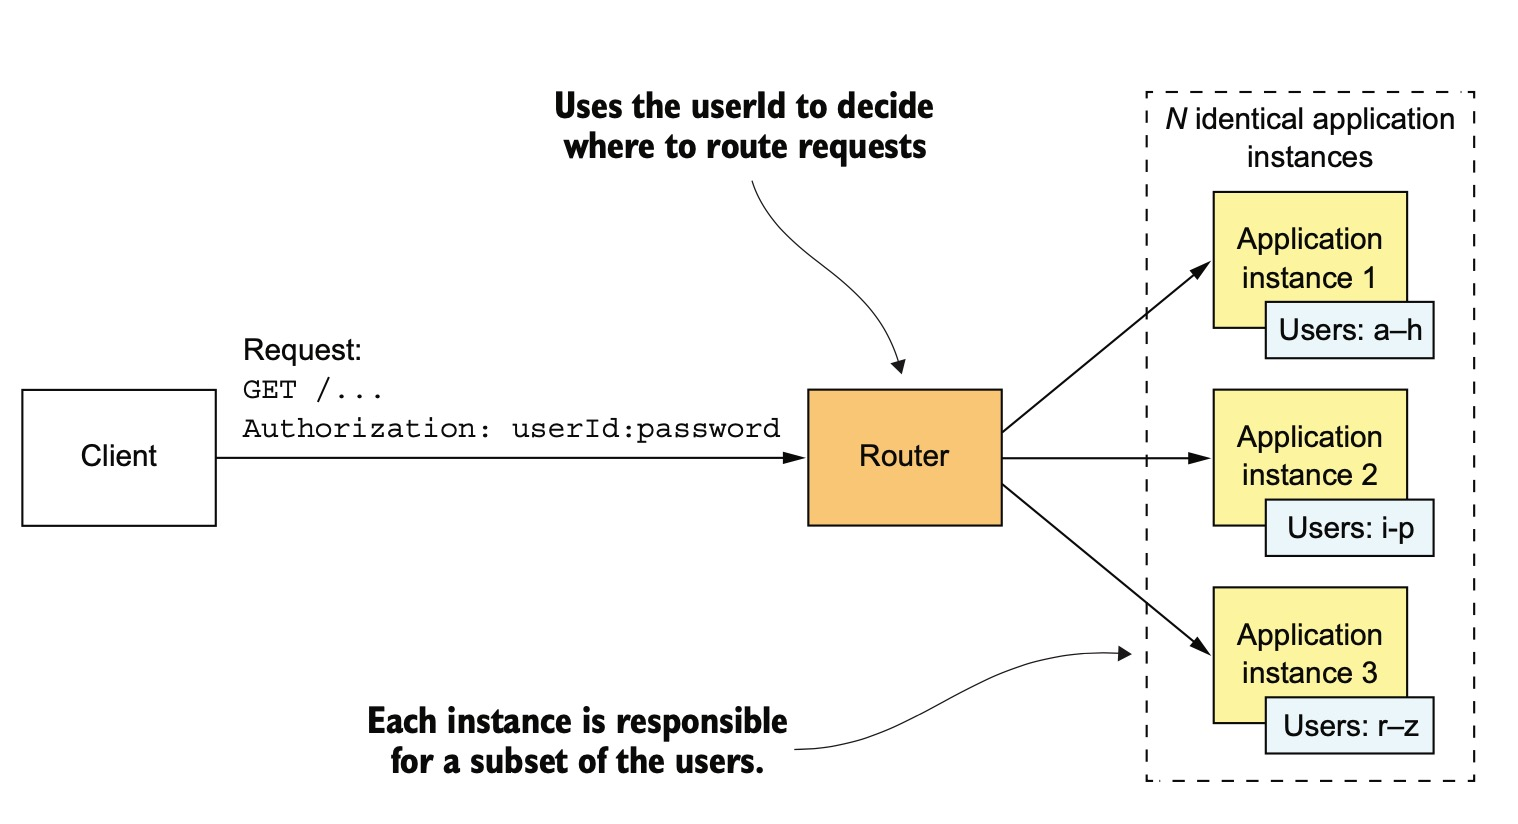 Uses the userId to decide
where to route requests
N identical application
instances
Application
instance 1
Users: a–h
Request:
GET /...
Authorization: userId:password
Client
Router
Application
instance 2
Users: i-p
Application
instance 3
Users: r–z
Each instance is responsible
for a subset of the users.